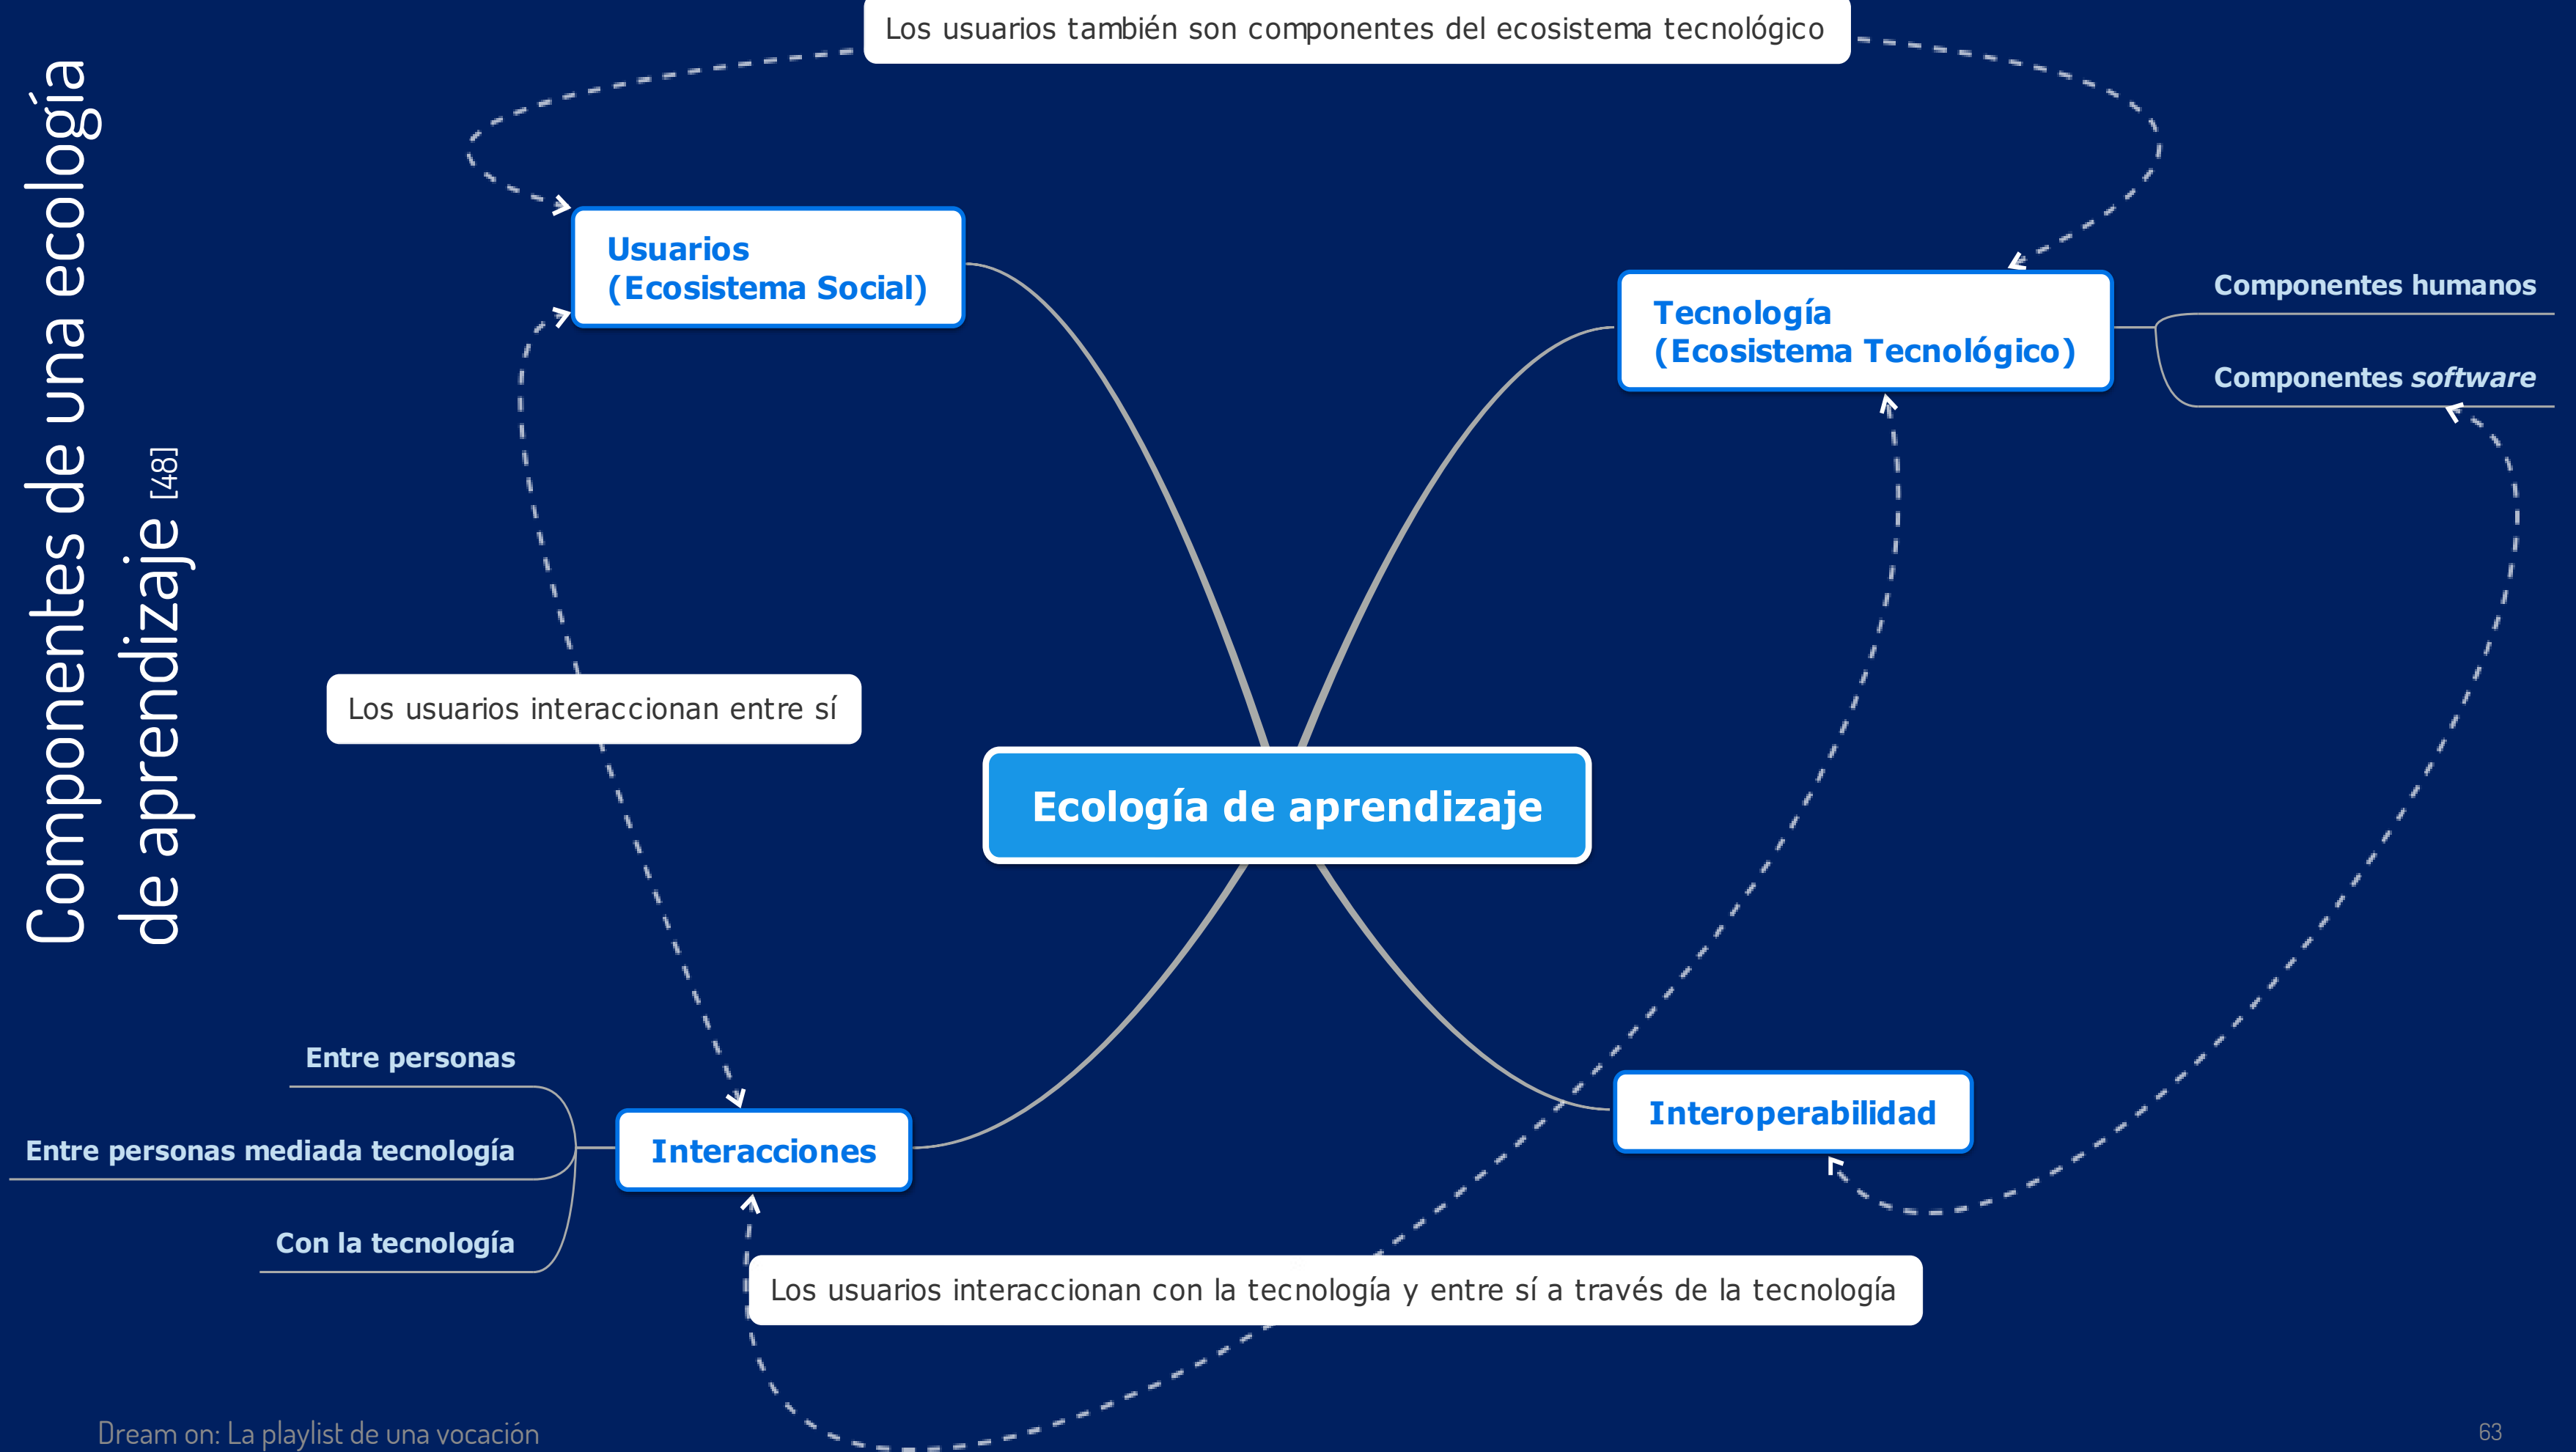 Componentes de una ecología
de aprendizaje [48]
Los usuarios también son componentes del ecosistema tecnológico
Usuarios
(Ecosistema Social)
Tecnología
(Ecosistema Tecnológico)
Componentes humanos
Componentes software
Los usuarios interaccionan entre sí
Ecología de aprendizaje
Entre personas
Entre personas mediada tecnología
Con la tecnología
Interacciones
Interoperabilidad
Los usuarios interaccionan con la tecnología y entre sí a través de la tecnología
Dream on: La playlist de una vocación
63